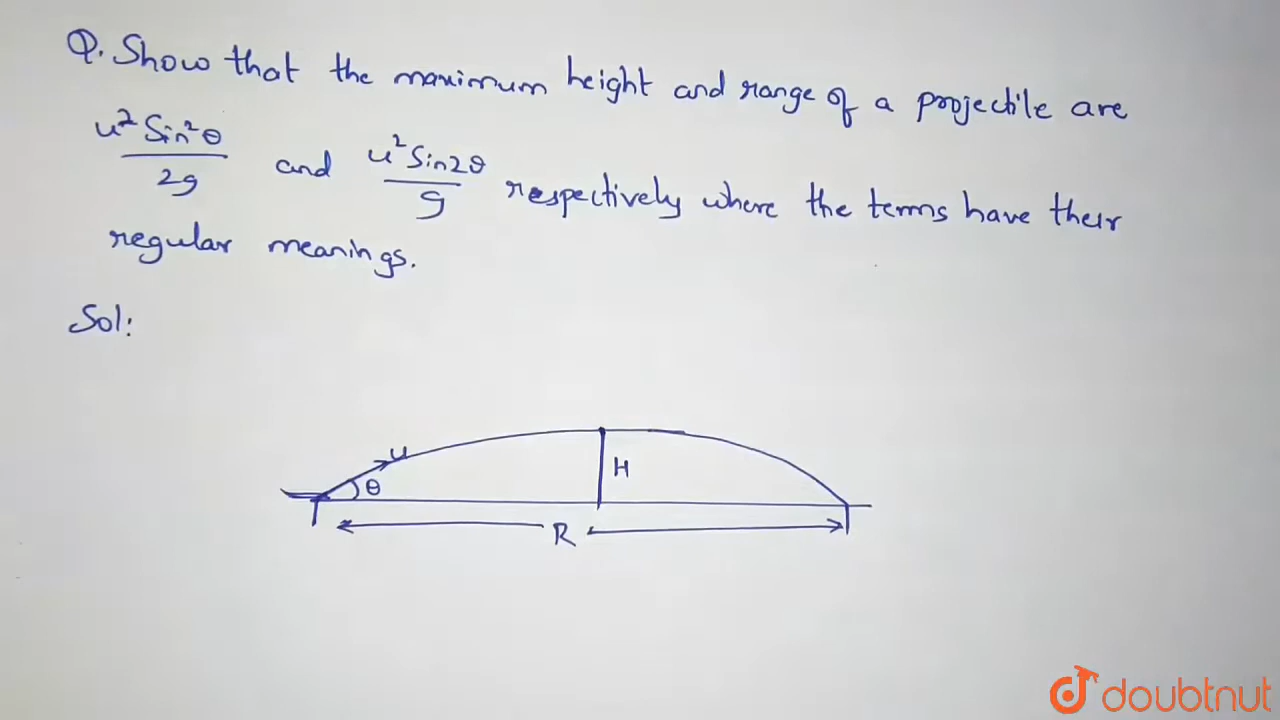 Q. Show that the maximum height and range of a projectile are
u² Sin²θ/2g and u² Sin2θ/g respectively where the terms have their
regular meanings.
Sol:
u
θ
H
R
doubtnut